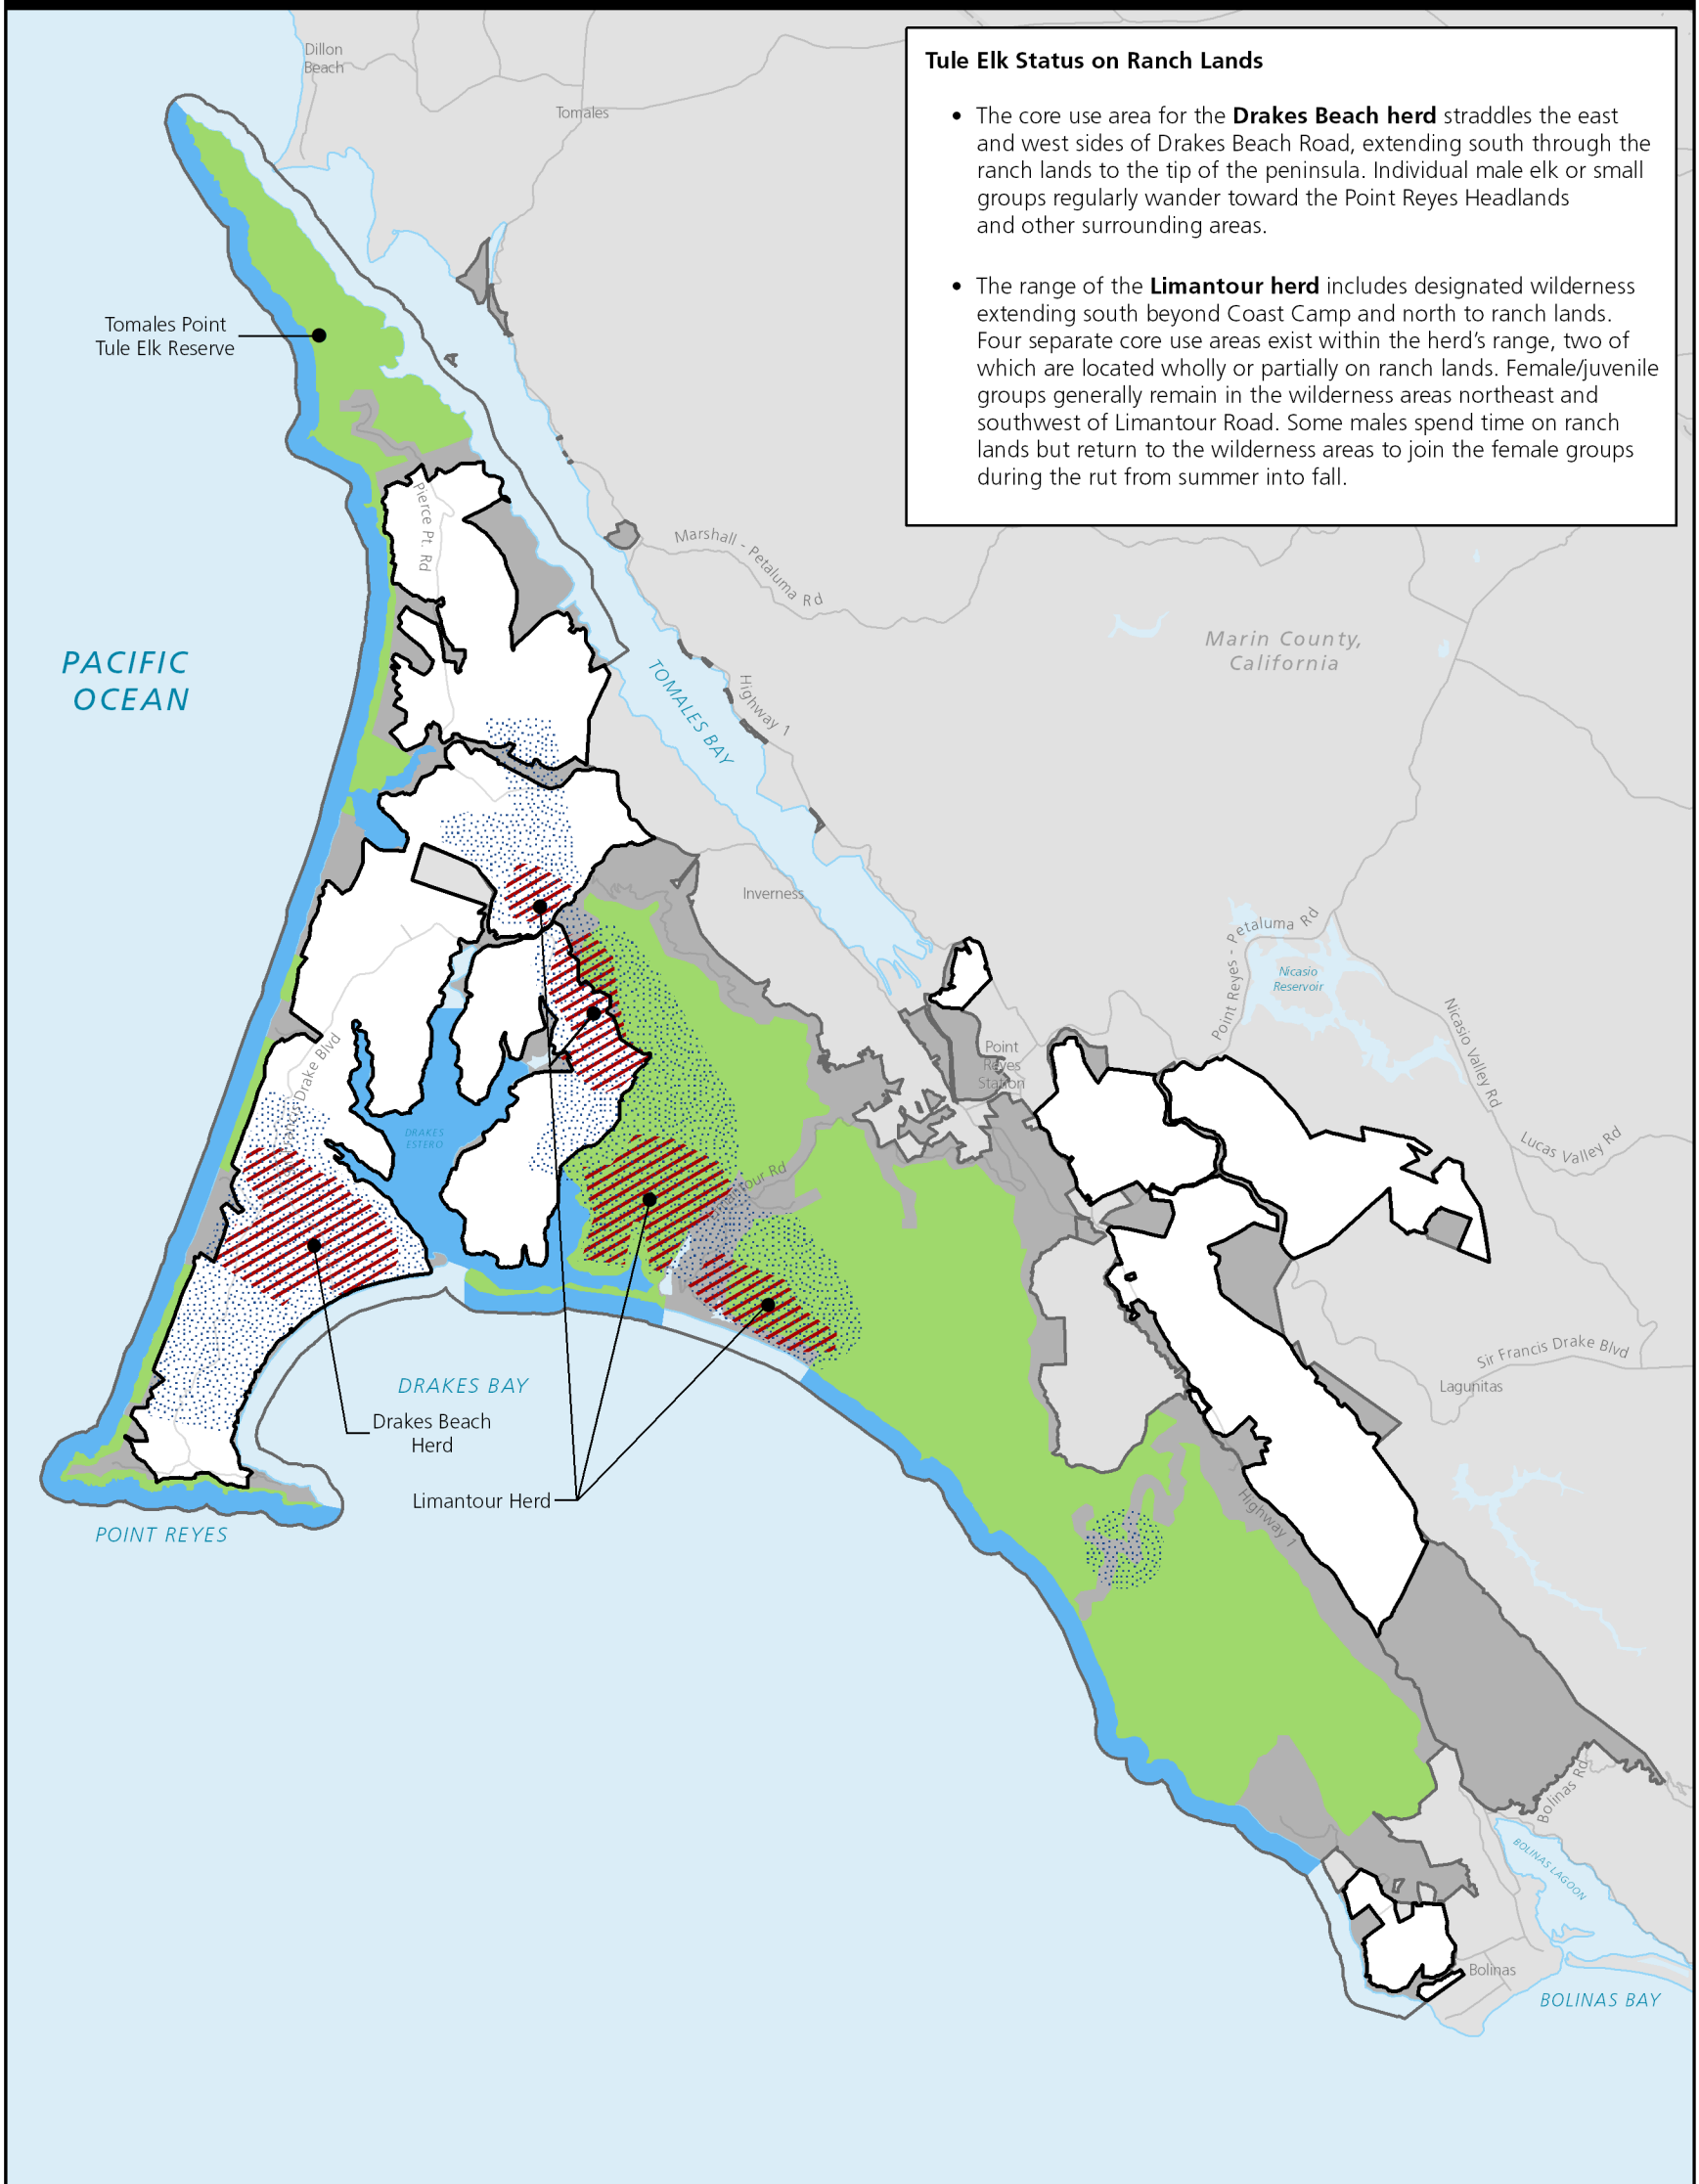 Tule Elk Status on Ranch Lands
• The core use area for the Drakes Beach herd straddles the east
and west sides of Drakes Beach Road, extending south through the
ranch lands to the tip of the peninsula. Individual male elk or small
groups regularly wander toward the Point Reyes Headlands
and other surrounding areas.
• The range of the Limantour herd includes designated wilderness
extending south beyond Coast Camp and north to ranch lands.
Four separate core use areas exist within the herd's range, two of
which are located wholly or partially on ranch lands. Female/juvenile
groups generally remain in the wilderness areas northeast and
southwest of Limantour Road. Some males spend time on ranch
lands but return to the wilderness areas to join the female groups
during the rut from summer into fall.
Dillon
Beach
Tomales
Tomales Point
Tule Elk Reserve
Pierce Pt. Rd
Marshall - Petaluma Rd
Marin County,
California
PACIFIC
OCEAN
TOMALES BAY
Highway 1
Inverness
Point Reyes - Petaluma Rd
Nicasio
Reservoir
Nicasio Valley Rd
Point
Reyes
Station
Drake Blvd
DRAKES
ESTERO
Lucas Valley Rd
Rd
Sir Francis Drake Blvd
Lagunitas
DRAKES BAY
Drakes Beach
Herd
Limantour Herd
POINT REYES
Highway 1
Bolinas Rd
BOLINAS LAGOON
Bolinas
BOLINAS BAY